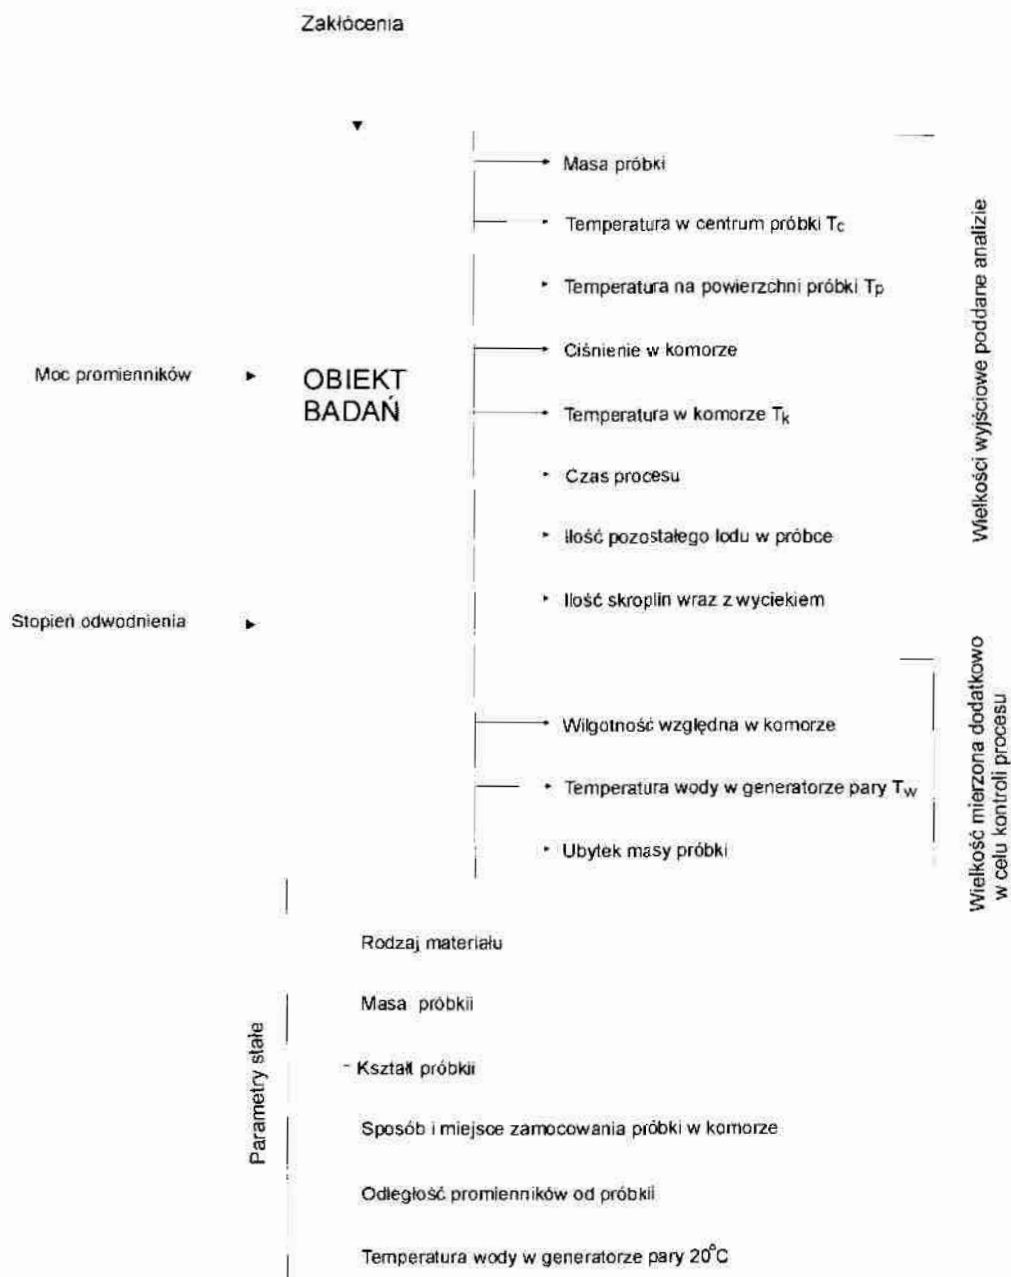 Zakłócenia
Masa próbki
Temperatura w centrum próbki Tc
Temperatura na powierzchni próbki Tp
Moc promienników
OBIEKT
BADAŃ
Ciśnienie w komorze
Temperatura w komorze Tk
Czas procesu
Ilość pozostałego lodu w próbce
Ilość skroplin wraz z wyciekiem
Stopień odwodnienia
Wielkości wyjściowe poddane analizie
Wilgotność względna w komorze
Temperatura wody w generatorze pary Tw
Ubytek masy próbki
Wielkość mierzona dodatkowo
w celu kontroli procesu
Parametry stałe
Rodzaj materiału
Masa próbkii
Kształt próbkii
Sposób i miejsce zamocowania próbki w komorze
Odległość promienników od próbkii
Temperatura wody w generatorze pary 20°C